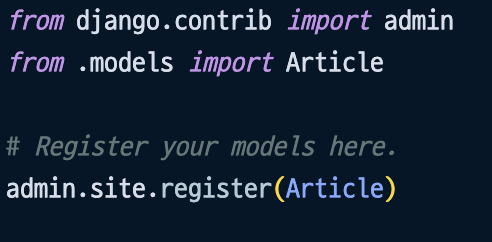 from django.contrib import admin
from .models import Article
# Register your models here.
admin.site.register(Article)